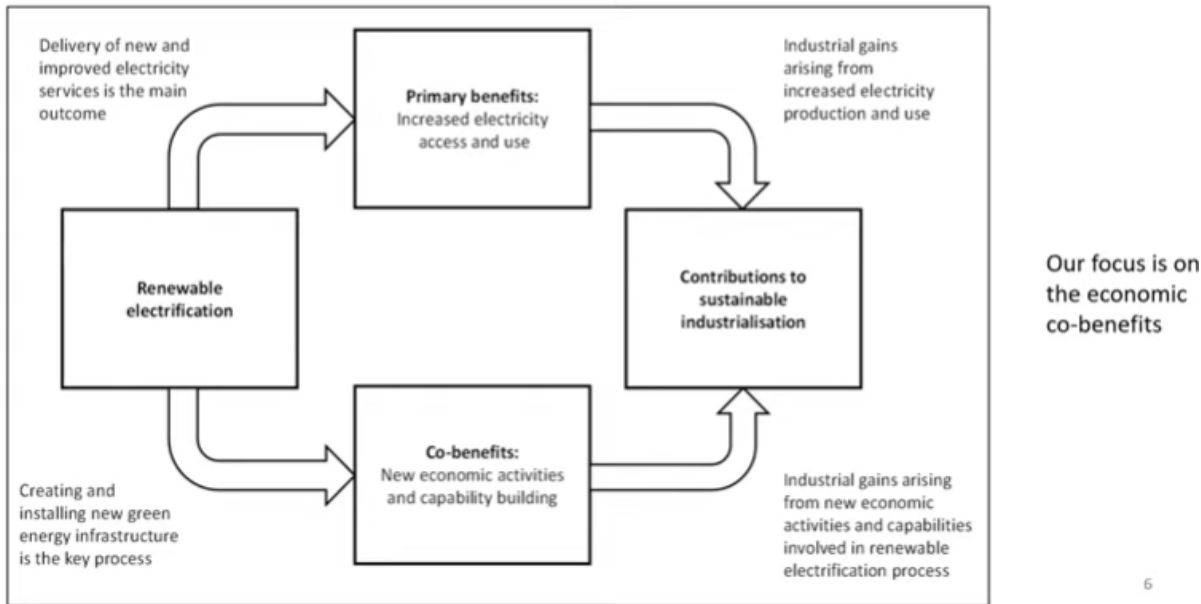 Delivery of new and
improved electricity
services is the main
outcome
Primary benefits:
Increased electricity
access and use
Industrial gains
arising from
increased electricity
production and use
Renewable
electrification
Contributions to
sustainable
industrialisation
Our focus is on
the economic
co-benefits
Co-benefits:
New economic activities
and capability building
Creating and
installing new green
energy infrastructure
is the key process
Industrial gains arising
from new economic
activities and capabilities
involved in renewable
electrification process
6